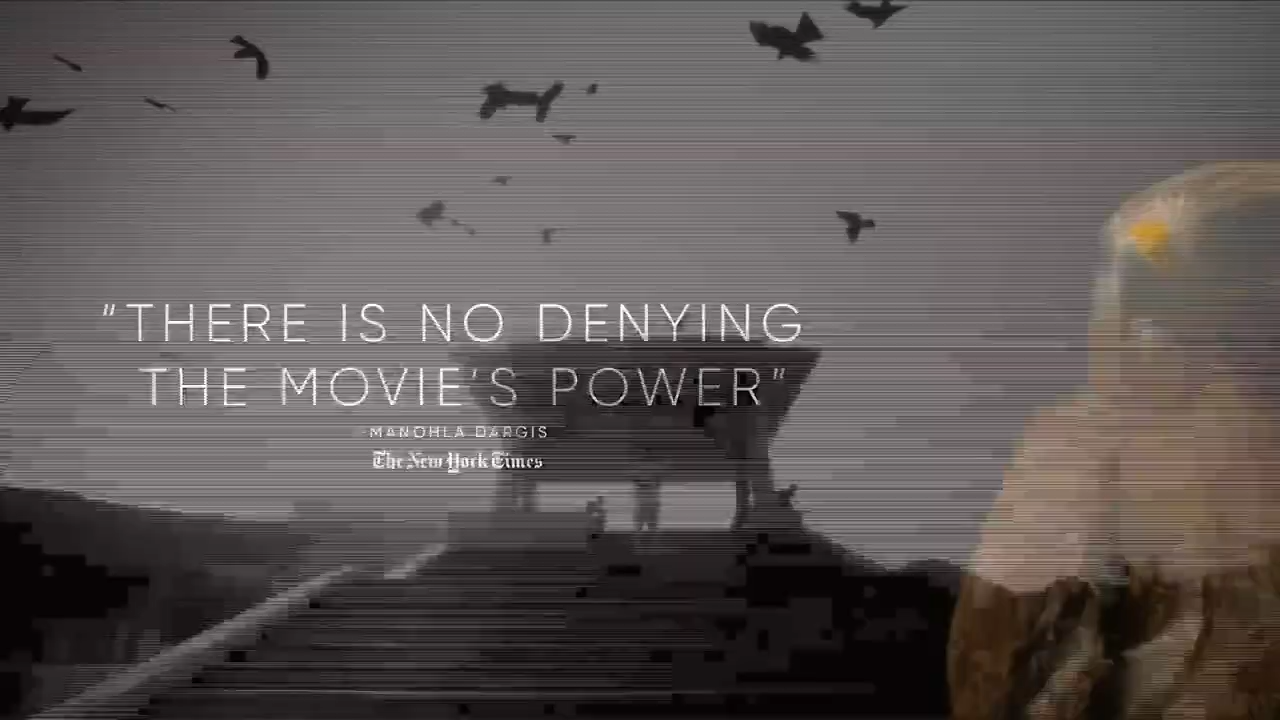 "THERE IS NO DENYING
THE MOVIE'S POWER"
-MANOHLA DARGIS
The New York Times